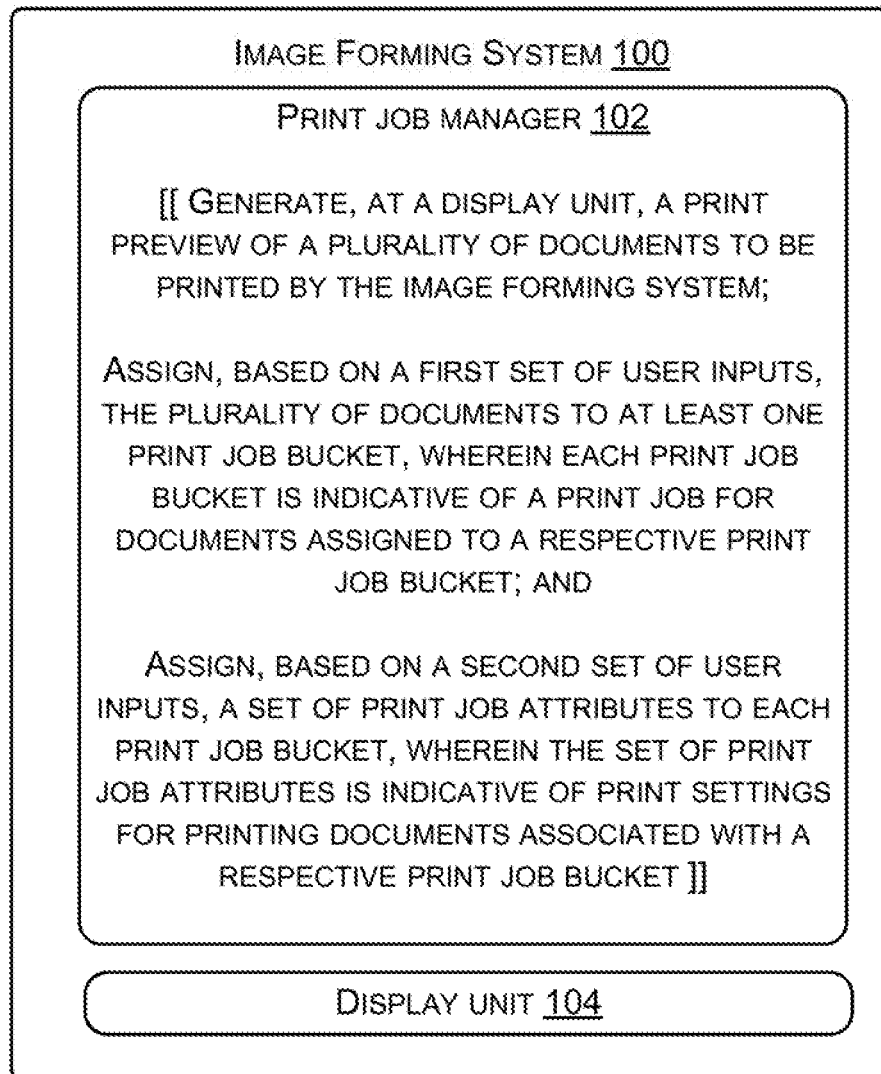 IMAGE FORMING SYSTEM 100
PRINT JOB MANAGER 102
[[ GENERATE, AT A DISPLAY UNIT, A PRINT
PREVIEW OF A PLURALITY OF DOCUMENTS TO BE
PRINTED BY THE IMAGE FORMING SYSTEM;
ASSIGN, BASED ON A FIRST SET OF USER INPUTS,
THE PLURALITY OF DOCUMENTS TO AT LEAST ONE
PRINT JOB BUCKET, WHEREIN EACH PRINT JOB
BUCKET IS INDICATIVE OF A PRINT JOB FOR
DOCUMENTS ASSIGNED TO A RESPECTIVE PRINT
JOB BUCKET; AND
ASSIGN, BASED ON A SECOND SET OF USER
INPUTS, A SET OF PRINT JOB ATTRIBUTES TO EACH
PRINT JOB BUCKET, WHEREIN THE SET OF PRINT
JOB ATTRIBUTES IS INDICATIVE OF PRINT SETTINGS
FOR PRINTING DOCUMENTS ASSOCIATED WITH A
RESPECTIVE PRINT JOB BUCKET ]]
DISPLAY UNIT 104